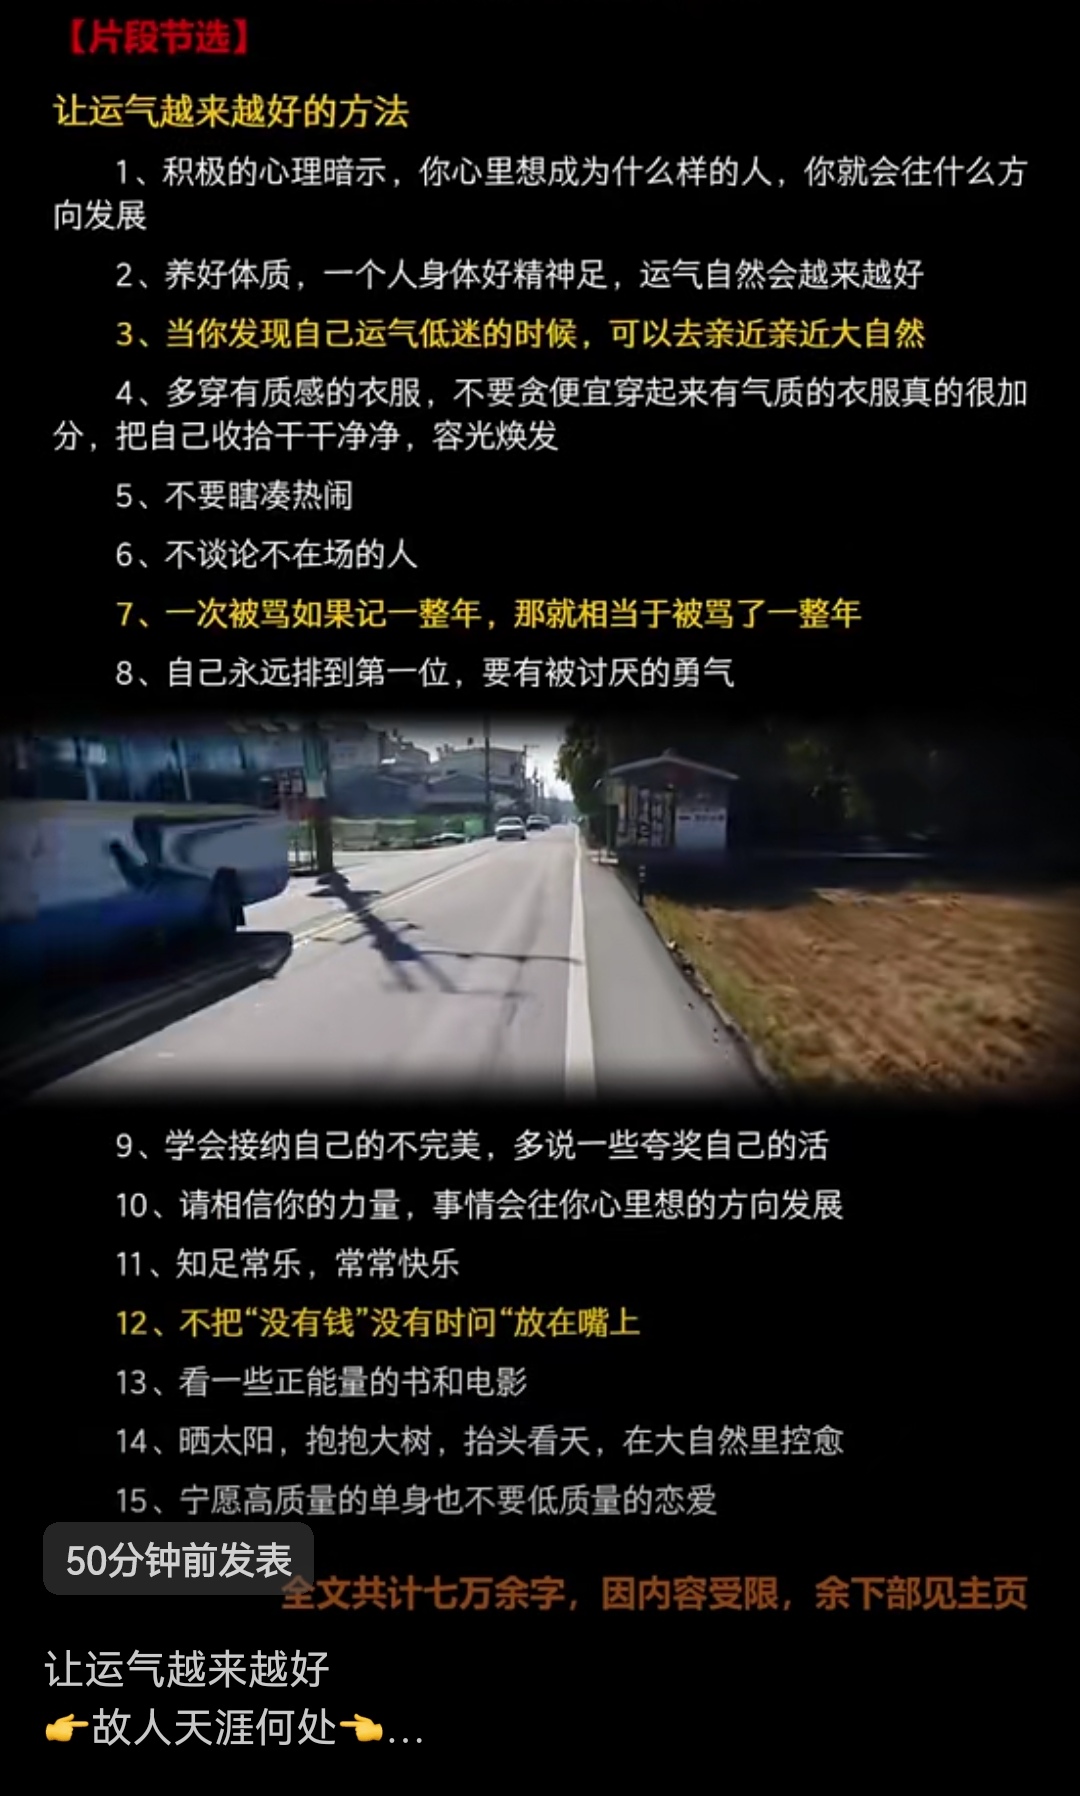 【片段节选】
让运气越来越好的方法
1、积极的心理暗示，你心里想成为什么样的人，你就会往什么方
向发展
2、养好体质，一个人身体好精神足，运气自然会越来越好
3、当你发现自己运气低迷的时候，可以去亲近亲近大自然
4、多穿有质感的衣服，不要贪便宜穿起来有气质的衣服真的很加
分，把自己收拾干干净净，容光焕发
5、不要瞎凑热闹
6、不谈论不在场的人
7、一次被骂如果记一整年，那就相当于被骂了一整年
8、自己永远排到第一位，要有被讨厌的勇气
9、学会接纳自己的不完美，多说一些夸奖自己的活
10、请相信你的力量，事情会往你心里想的方向发展
11、知足常乐，常常快乐
12、不把“没有钱”没有时问“放在嘴上
13、看一些正能量的书和电影
14、晒太阳，抱抱大树，抬头看天，在大自然里控愈
15、宁愿高质量的单身也不要低质量的恋爱
50分钟前发表
全文共计七万余字，因内容受限，余下部见主页
让运气越来越好
👉故人天涯何处👈...